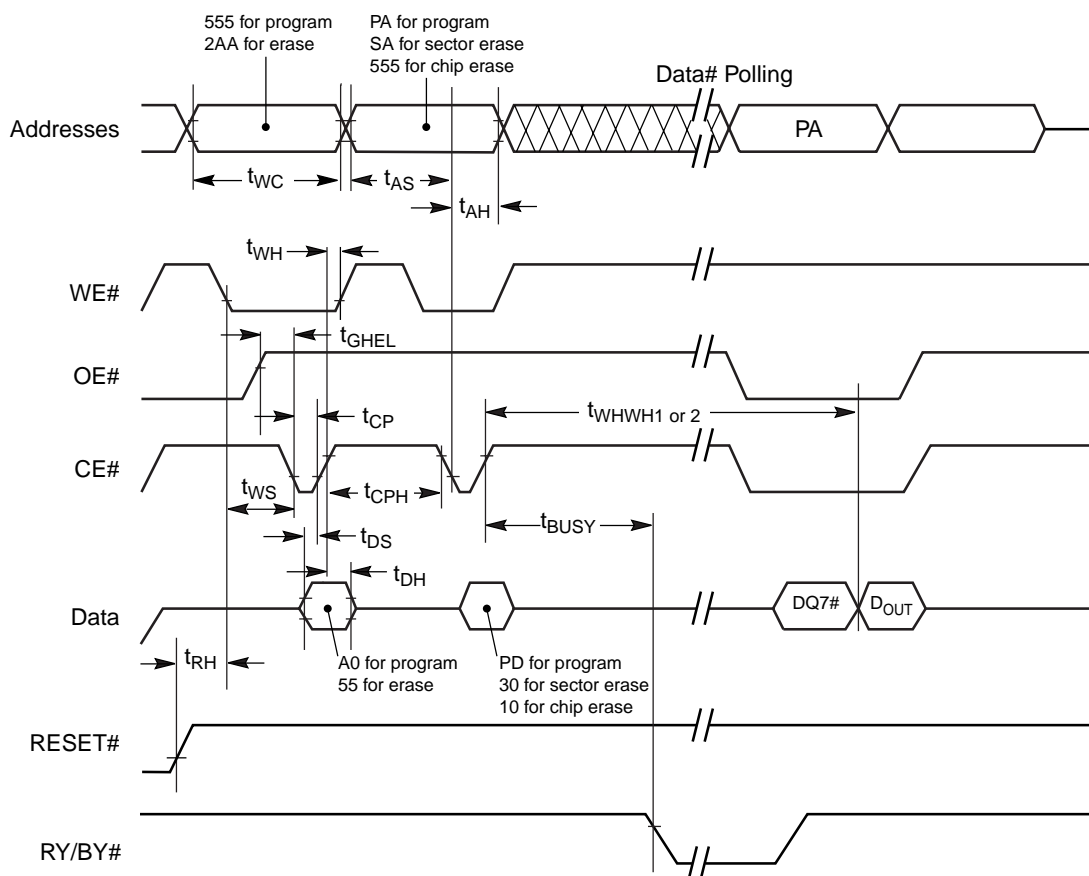 555 for program
2AA for erase
PA for program
SA for sector erase
555 for chip erase
Data# Polling
Addresses
PA
tWC
tAS
tAH
tWH
WE#
tGHEL
OE#
tWHWH1 or 2
tCP
CE#
tWS
tCPH
tBUSY
tDS
tDH
Data
DQ7#
DOUT
tRH
A0 for program
55 for erase
PD for program
30 for sector erase
10 for chip erase
RESET#
RY/BY#